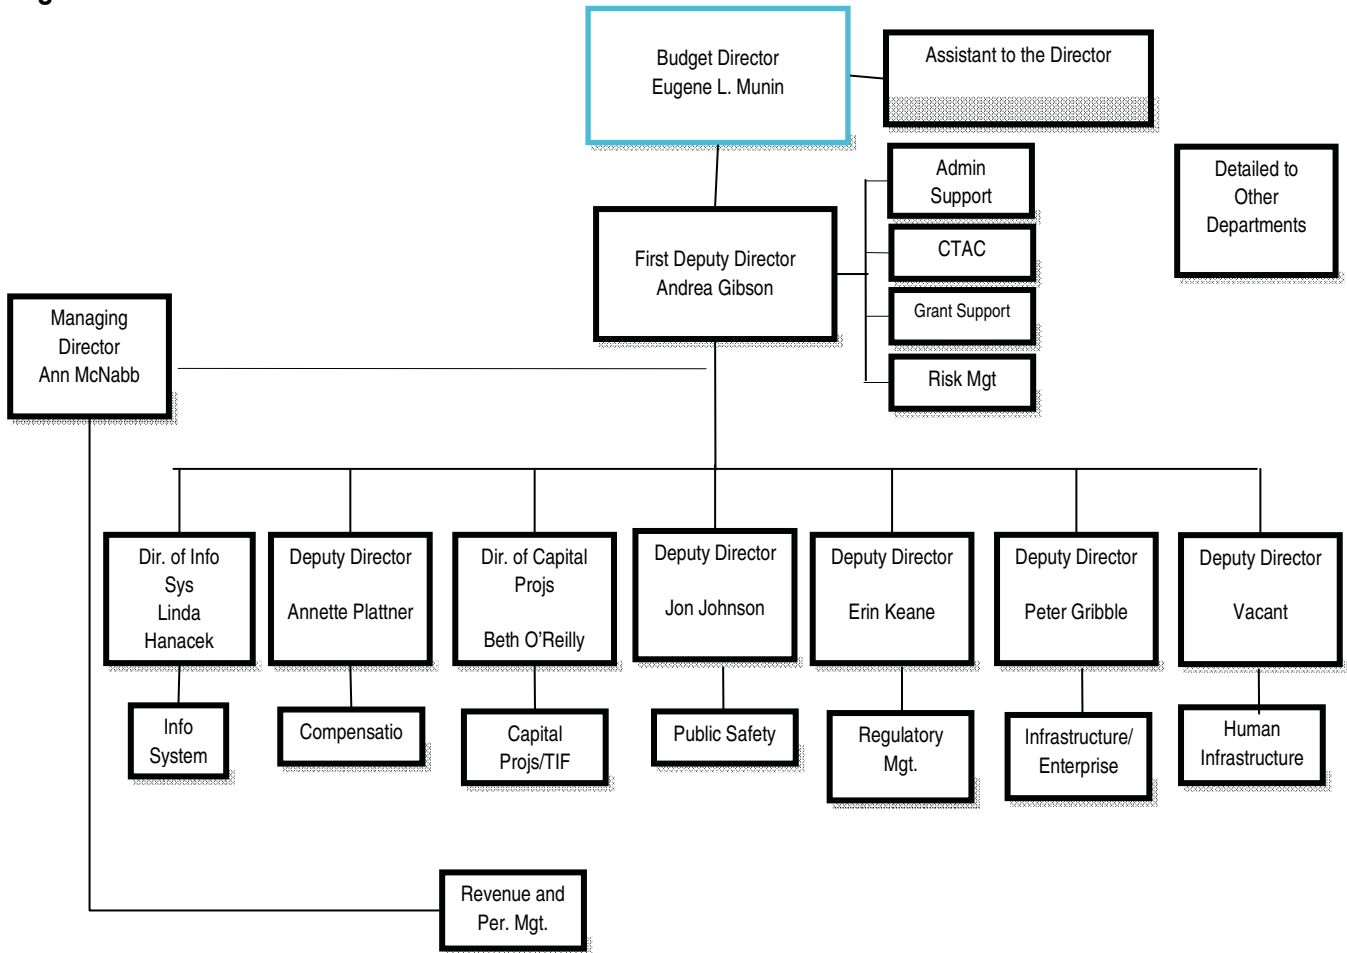 Budget Director
Eugene L. Munin
Assistant to the Director
Admin
Support
CTAC
Grant Support
Risk Mgt
Detailed to
Other
Departments
First Deputy Director
Andrea Gibson
Managing
Director
Ann McNabb
Dir. of Info
Sys
Linda
Hanacek
Deputy Director
Annette Plattner
Dir. of Capital
Projs
Beth O'Reilly
Deputy Director
Jon Johnson
Deputy Director
Erin Keane
Deputy Director
Peter Gribble
Deputy Director
Vacant
Info
System
Compensatio
Capital
Projs/TIF
Public Safety
Regulatory
Mgt.
Infrastructure/
Enterprise
Human
Infrastructure
Revenue and
Per. Mgt.